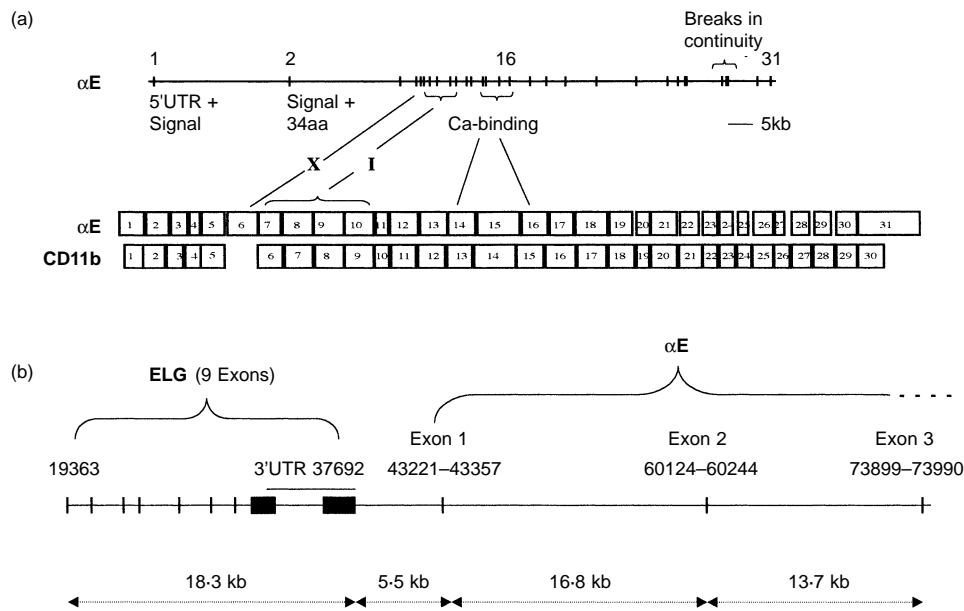 (a)
Breaks in
continuity
1 2 16 31
αE
5'UTR + Signal +
Signal 34aa
Ca-binding
5kb
X I
αE 1 2 3 4 5 6 7 8 9 10 11 12 13 14 15 16 17 18 19 20 21 22 23 24 25 26 27 28 29 30 31
CD11b 1 2 3 4 5 6 7 8 9 10 11 12 13 14 15 16 17 18 19 20 21 22 23 24 25 26 27 28 29 30
(b)
αE
ELG (9 Exons)
Exon 1 Exon 2 Exon 3
19363 3'UTR 37692 43221–43357 60124–60244 73899–73990
18·3 kb 5·5 kb 16·8 kb 13·7 kb